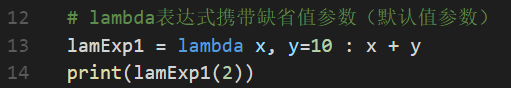 12 # lambda表达式携带缺省值参数（默认值参数）
13 lamExp1 = lambda x, y=10 : x + y
14 print(lamExp1(2))